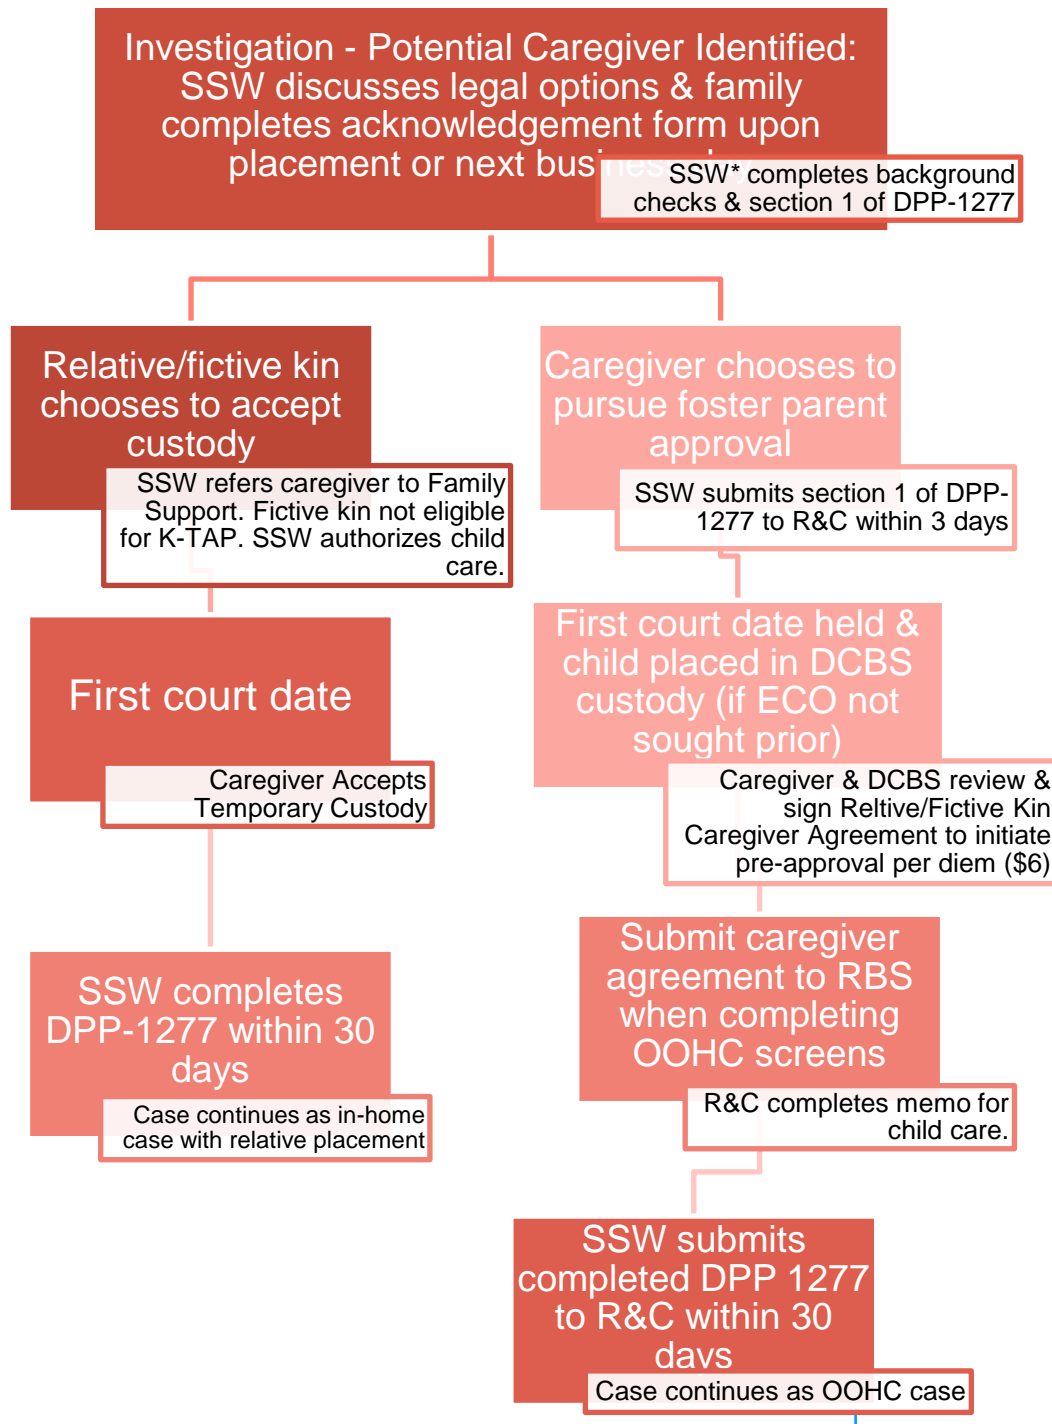 Investigation - Potential Caregiver Identified:
SSW discusses legal options & family
completes acknowledgement form upon
placement or next
SSW* completes background
checks & section 1 of DPP-1277
Relative/fictive kin
chooses to accept
custody
SSW refers caregiver to Family
Support. Fictive kin not eligible
for K-TAP. SSW authorizes child
care.
First court date
Caregiver Accepts
Temporary Custody
SSW completes
DPP-1277 within 30
days
Case continues as in-home
case with relative placement
Caregiver chooses to
pursue foster parent
approval
SSW submits section 1 of DPP-
1277 to R&C within 3 days
First court date held &
child placed in DCBS
custody (if ECO not
sought prior)
Caregiver & DCBS review &
sign Reltive/Fictive Kin
Caregiver Agreement to initiate
pre-approval per diem ($6)
Submit caregiver
agreement to RBS
when completing
OOHC screens
R&C completes memo for
child care.
SSW submits
completed DPP 1277
to R&C within 30
days
Case continues as OOHC case